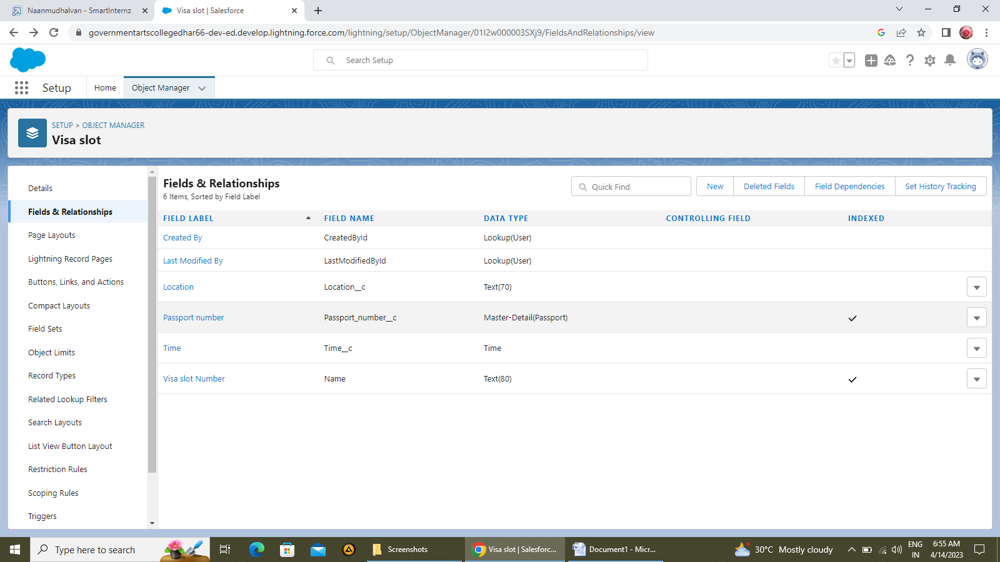 Naanmudhalvan - SmartInternz
Visa slot | Salesforce
governmentartscollegedhar66-dev-ed.develop.lightning.force.com/lightning/setup/ObjectManager/01I2w000003SXj9/FieldsAndRelationships/view
Search Setup
Setup
Home
Object Manager
SETUP > OBJECT MANAGER
Visa slot
Details
Fields & Relationships
Page Layouts
Lightning Record Pages
Buttons, Links, and Actions
Compact Layouts
Field Sets
Object Limits
Record Types
Related Lookup Filters
Search Layouts
List View Button Layout
Restriction Rules
Scoping Rules
Triggers
Fields & Relationships
6 Items, Sorted by Field Label
Quick Find
New
Deleted Fields
Field Dependencies
Set History Tracking
FIELD LABEL FIELD NAME DATA TYPE CONTROLLING FIELD INDEXED
Created By CreatedById Lookup(User)
Last Modified By LastModifiedById Lookup(User)
Location Location__c Text(70)
Passport number Passport_number__c Master-Detail(Passport)
Time Time__c Time
Visa slot Number Name Text(80)
Type here to search
Screenshots
Visa slot | Salesforc...
Document1 - Micr...
30°C Mostly cloudy
ENG
IN
6:55 AM
4/14/2023